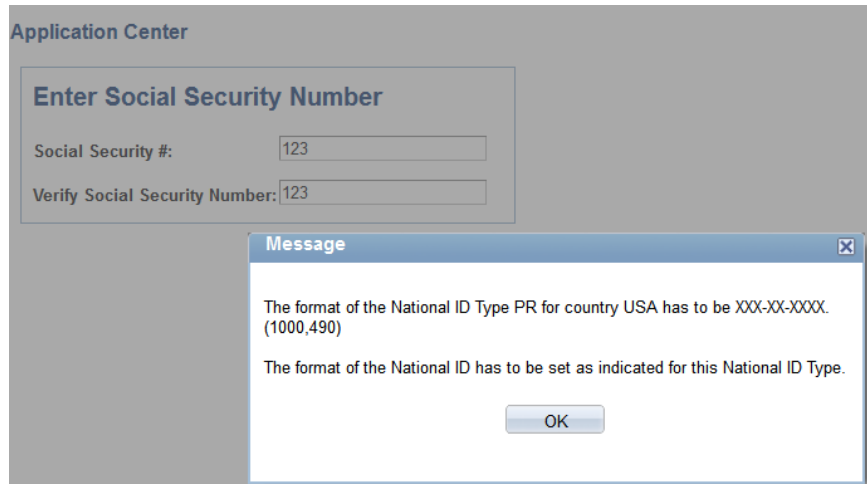 Application Center
Enter Social Security Number
Social Security #: 123
Verify Social Security Number: 123
Message
The format of the National ID Type PR for country USA has to be XXX-XX-XXXX.
(1000,490)
The format of the National ID has to be set as indicated for this National ID Type.
OK